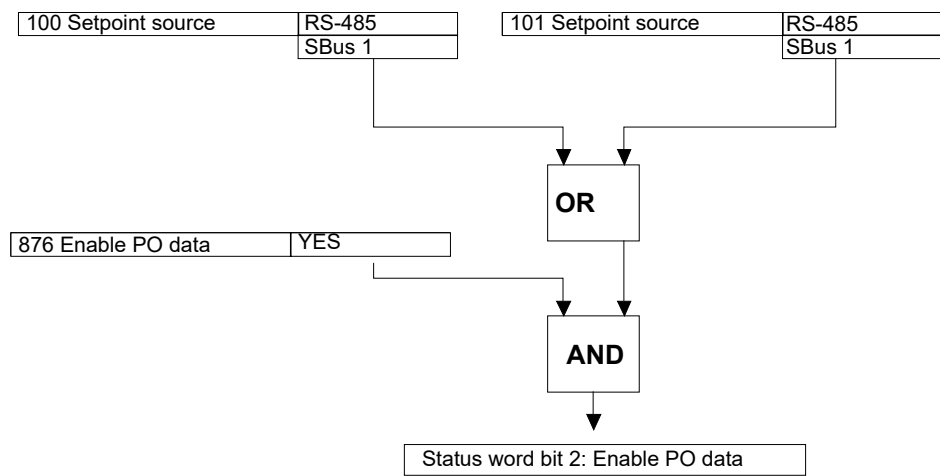 100 Setpoint source RS-485 101 Setpoint source RS-485
SBus 1 SBus 1
OR
876 Enable PO data YES
AND
Status word bit 2: Enable PO data